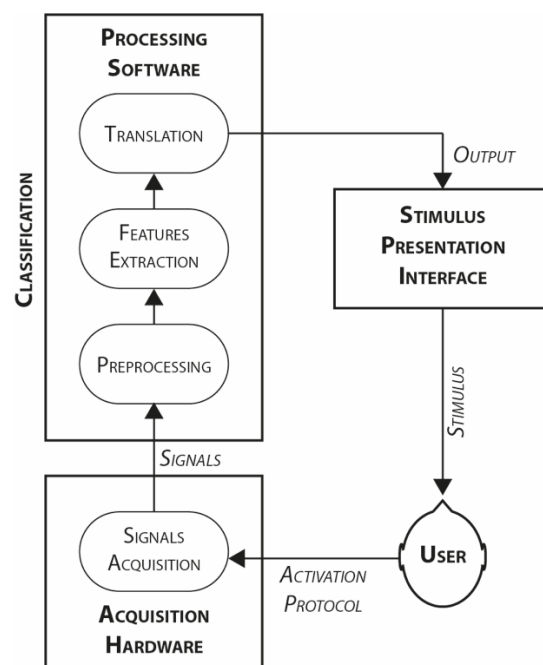 PROCESSING
SOFTWARE
TRANSLATION
OUTPUT
FEATURES
EXTRACTION
CLASSIFICATION
STIMULUS
PRESENTATION
INTERFACE
PREPROCESSING
STIMULUS
SIGNALS
SIGNALS
ACQUISITION
USER
ACTIVATION
PROTOCOL
ACQUISITION
HARDWARE